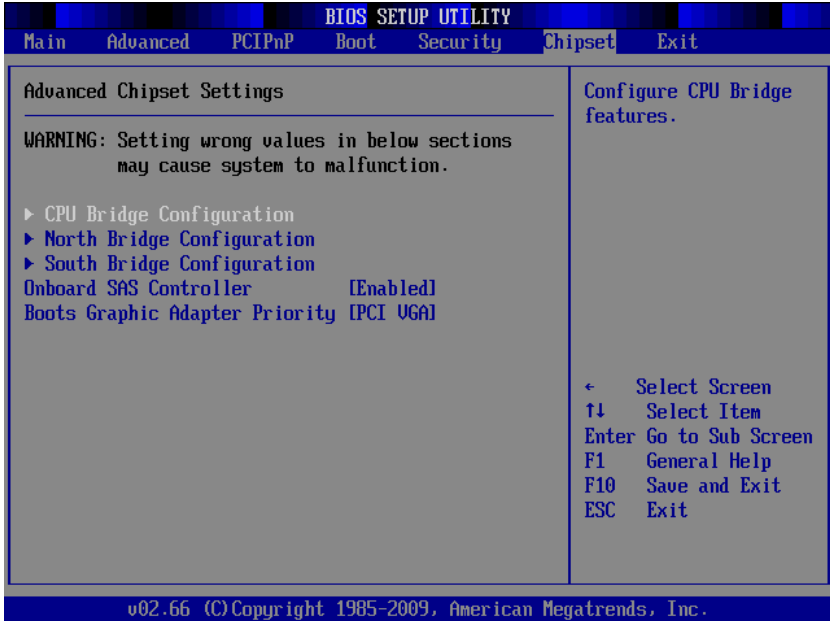 BIOS SETUP UTILITY
Main Advanced PCIPnP Boot Security Chipset Exit
Advanced Chipset Settings
WARNING: Setting wrong values in below sections
may cause system to malfunction.
▶ CPU Bridge Configuration
▶ North Bridge Configuration
▶ South Bridge Configuration
Onboard SAS Controller [Enabled]
Boots Graphic Adapter Priority [PCI VGA]
Configure CPU Bridge
features.
← Select Screen
↑↓ Select Item
Enter Go to Sub Screen
F1 General Help
F10 Save and Exit
ESC Exit
v02.66 (C)Copyright 1985-2009, American Megatrends, Inc.